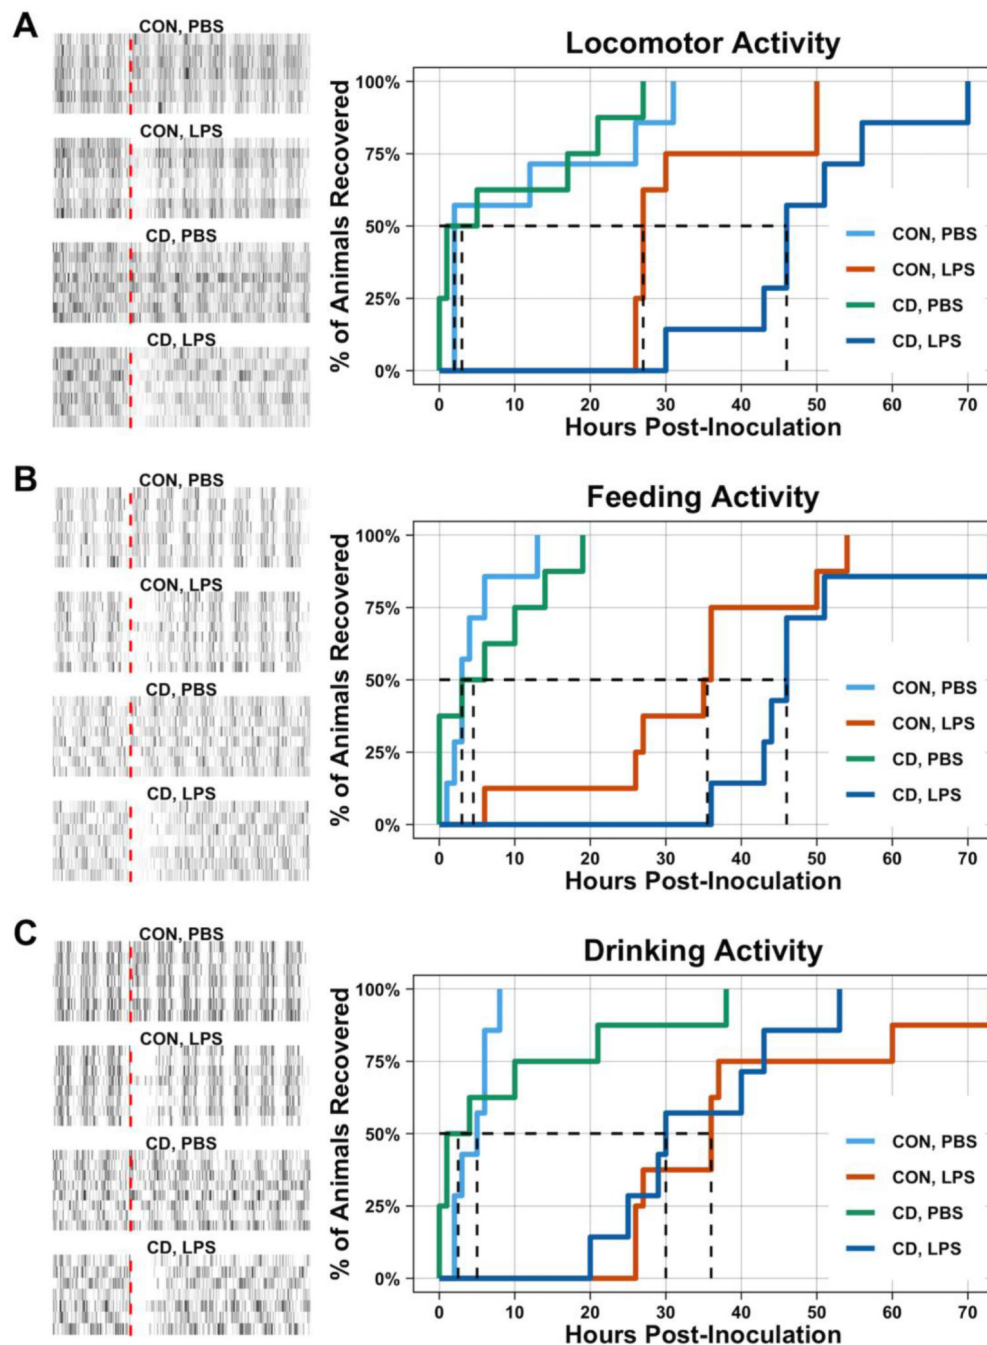 A
CON, PBS
CON, LPS
CD, PBS
CD, LPS
Locomotor Activity
% of Animals Recovered
100%
75%
50%
25%
0%
CON, PBS
CON, LPS
CD, PBS
CD, LPS
0 10 20 30 40 50 60 70
Hours Post-Inoculation
B
CON, PBS
CON, LPS
CD, PBS
CD, LPS
Feeding Activity
% of Animals Recovered
100%
75%
50%
25%
0%
CON, PBS
CON, LPS
CD, PBS
CD, LPS
0 10 20 30 40 50 60 70
Hours Post-Inoculation
C
CON, PBS
CON, LPS
CD, PBS
CD, LPS
Drinking Activity
% of Animals Recovered
100%
75%
50%
25%
0%
CON, PBS
CON, LPS
CD, PBS
CD, LPS
0 10 20 30 40 50 60 70
Hours Post-Inoculation